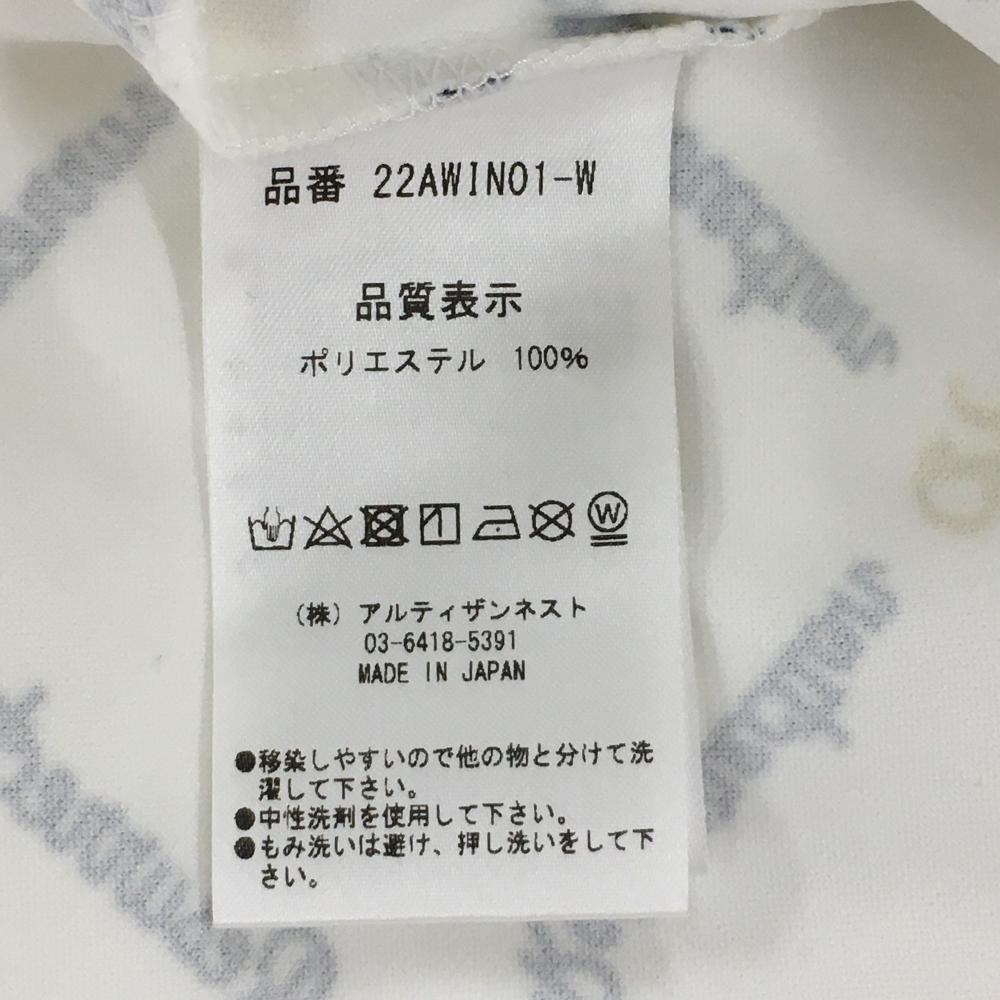 品番 22AWIN01-W
品質表示
ポリエステル 100%
W
(株) アルティザンネスト
03-6418-5391
MADE IN JAPAN
●移染しやすいので他の物と分けて洗
濯して下さい。
●中性洗剤を使用して下さい。
●もみ洗いは避け、押し洗いをして下
さい。